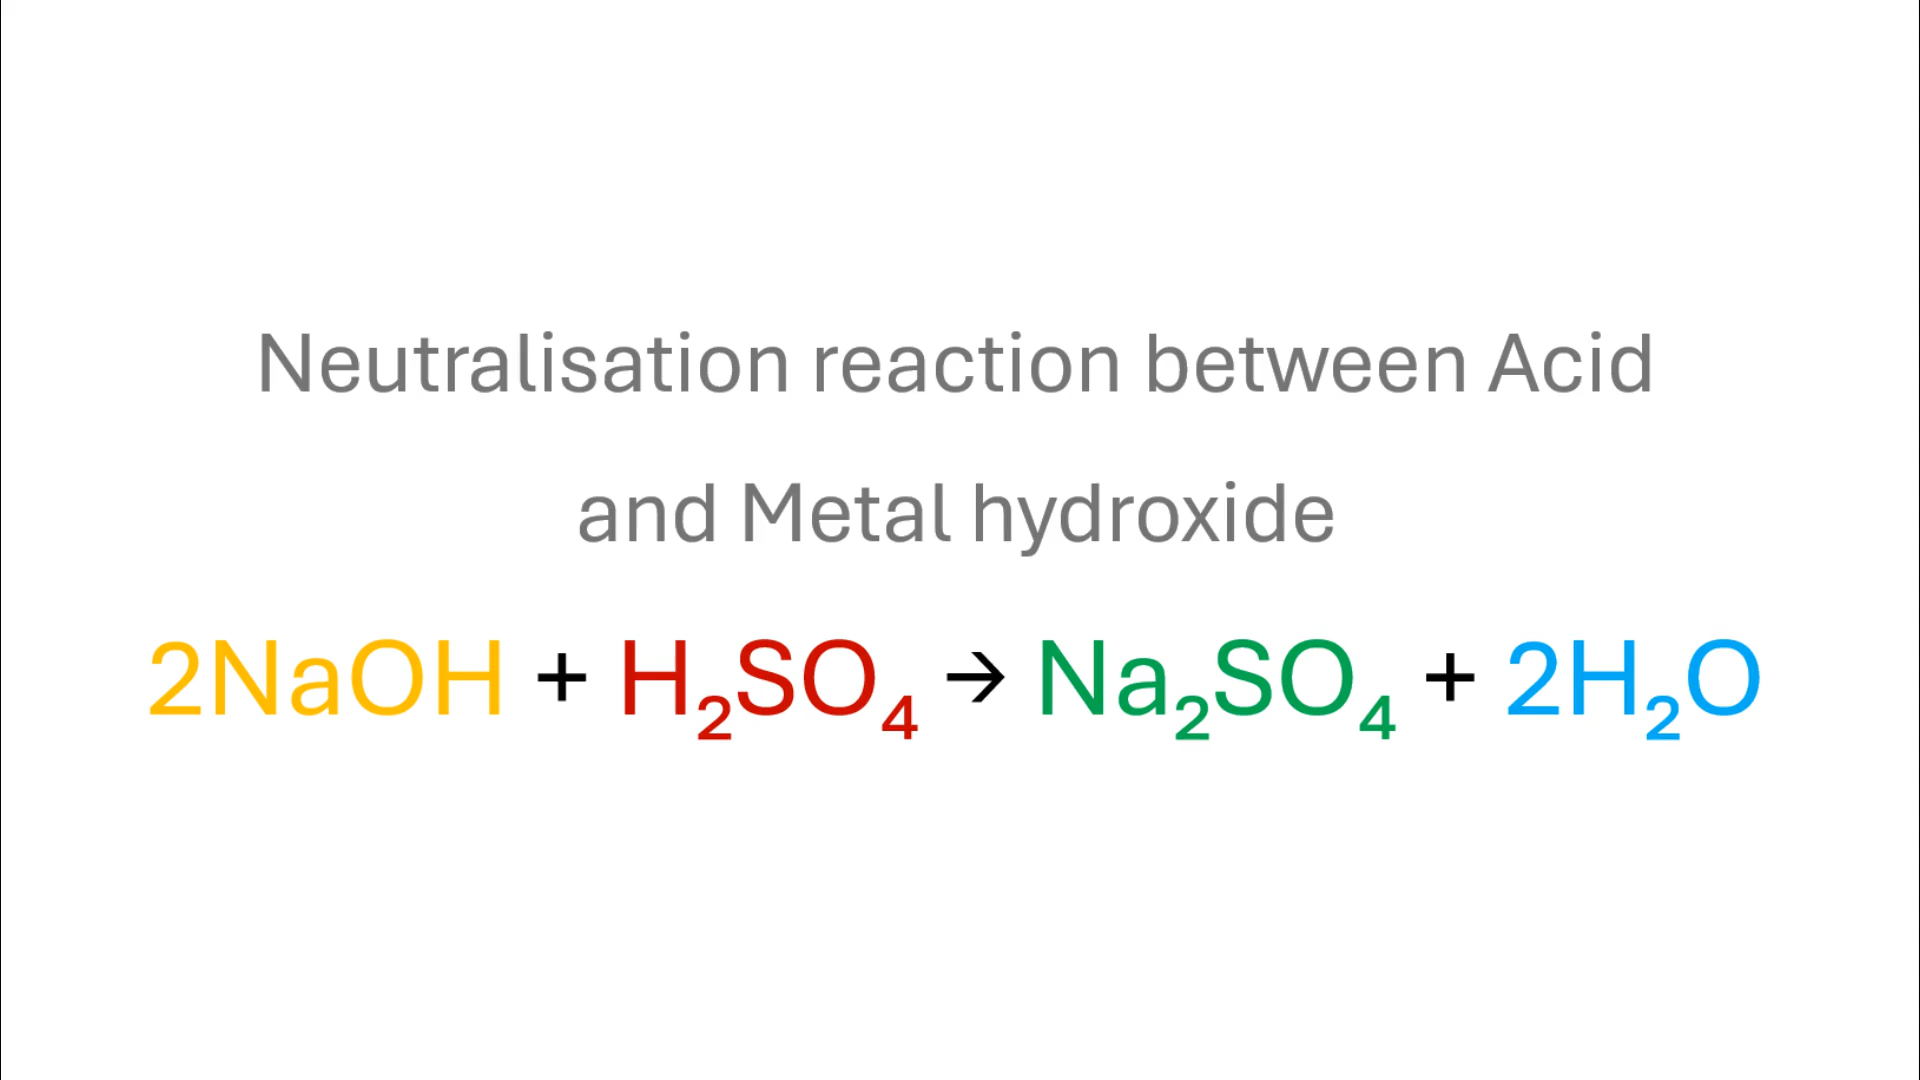 Neutralisation reaction between Acid
and Metal hydroxide
2NaOH + H₂SO₄ → Na₂SO₄ + 2H₂O